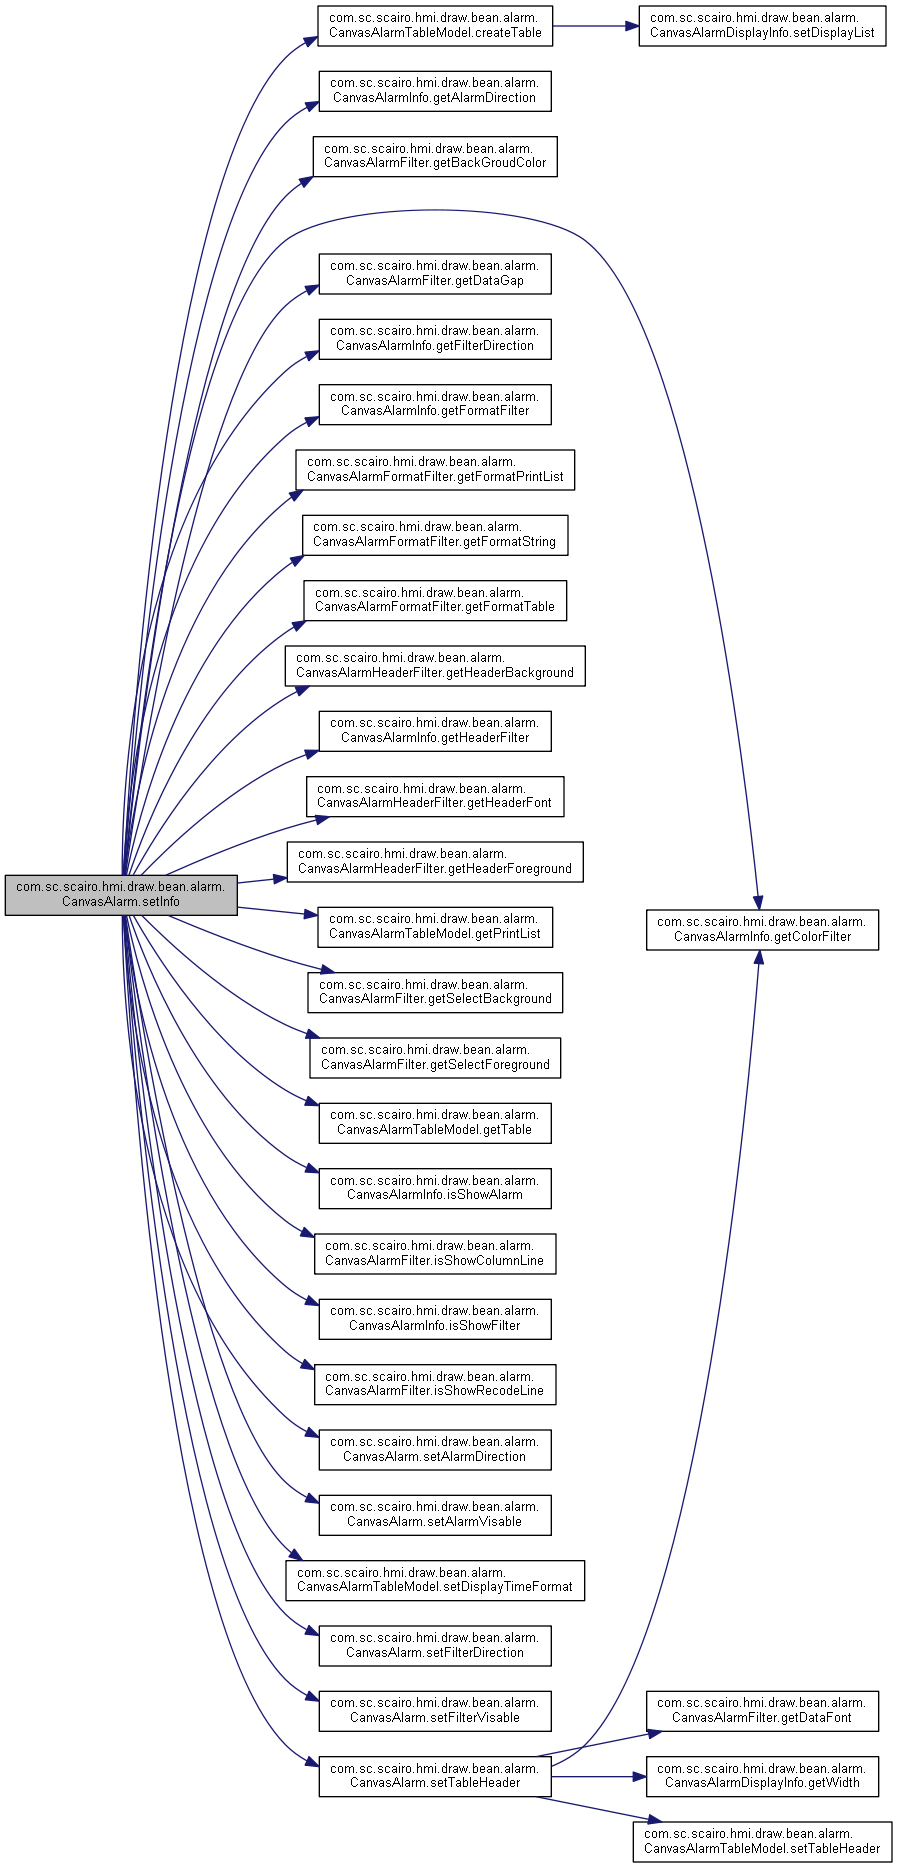 com.sc.scairo.hmi.draw.bean.alarm.
CanvasAlarmTableModel.createTable
com.sc.scairo.hmi.draw.bean.alarm.
CanvasAlarmDisplayInfo.setDisplayList
com.sc.scairo.hmi.draw.bean.alarm.
CanvasAlarmInfo.getAlarmDirection
com.sc.scairo.hmi.draw.bean.alarm.
CanvasAlarmFilter.getBackGroudColor
com.sc.scairo.hmi.draw.bean.alarm.
CanvasAlarmFilter.getDataGap
com.sc.scairo.hmi.draw.bean.alarm.
CanvasAlarmInfo.getFilterDirection
com.sc.scairo.hmi.draw.bean.alarm.
CanvasAlarmInfo.getFormatFilter
com.sc.scairo.hmi.draw.bean.alarm.
CanvasAlarmFormatFilter.getFormatPrintList
com.sc.scairo.hmi.draw.bean.alarm.
CanvasAlarmFormatFilter.getFormatString
com.sc.scairo.hmi.draw.bean.alarm.
CanvasAlarmFormatFilter.getFormatTable
com.sc.scairo.hmi.draw.bean.alarm.
CanvasAlarmHeaderFilter.getHeaderBackground
com.sc.scairo.hmi.draw.bean.alarm.
CanvasAlarmInfo.getHeaderFilter
com.sc.scairo.hmi.draw.bean.alarm.
CanvasAlarmHeaderFilter.getHeaderFont
com.sc.scairo.hmi.draw.bean.alarm.
CanvasAlarmHeaderFilter.getHeaderForeground
com.sc.scairo.hmi.draw.bean.alarm.
CanvasAlarm.setInfo
com.sc.scairo.hmi.draw.bean.alarm.
CanvasAlarmTableModel.getPrintList
com.sc.scairo.hmi.draw.bean.alarm.
CanvasAlarmInfo.getColorFilter
com.sc.scairo.hmi.draw.bean.alarm.
CanvasAlarmFilter.getSelectBackground
com.sc.scairo.hmi.draw.bean.alarm.
CanvasAlarmFilter.getSelectForeground
com.sc.scairo.hmi.draw.bean.alarm.
CanvasAlarmTableModel.getTable
com.sc.scairo.hmi.draw.bean.alarm.
CanvasAlarmInfo.isShowAlarm
com.sc.scairo.hmi.draw.bean.alarm.
CanvasAlarmFilter.isShowColumnLine
com.sc.scairo.hmi.draw.bean.alarm.
CanvasAlarmInfo.isShowFilter
com.sc.scairo.hmi.draw.bean.alarm.
CanvasAlarmFilter.isShowRecodeLine
com.sc.scairo.hmi.draw.bean.alarm.
CanvasAlarm.setAlarmDirection
com.sc.scairo.hmi.draw.bean.alarm.
CanvasAlarm.setAlarmVisable
com.sc.scairo.hmi.draw.bean.alarm.
CanvasAlarmTableModel.setDisplayTimeFormat
com.sc.scairo.hmi.draw.bean.alarm.
CanvasAlarm.setFilterDirection
com.sc.scairo.hmi.draw.bean.alarm.
CanvasAlarm.setFilterVisable
com.sc.scairo.hmi.draw.bean.alarm.
CanvasAlarmFilter.getDataFont
com.sc.scairo.hmi.draw.bean.alarm.
CanvasAlarm.setTableHeader
com.sc.scairo.hmi.draw.bean.alarm.
CanvasAlarmDisplayInfo.getWidth
com.sc.scairo.hmi.draw.bean.alarm.
CanvasAlarmTableModel.setTableHeader